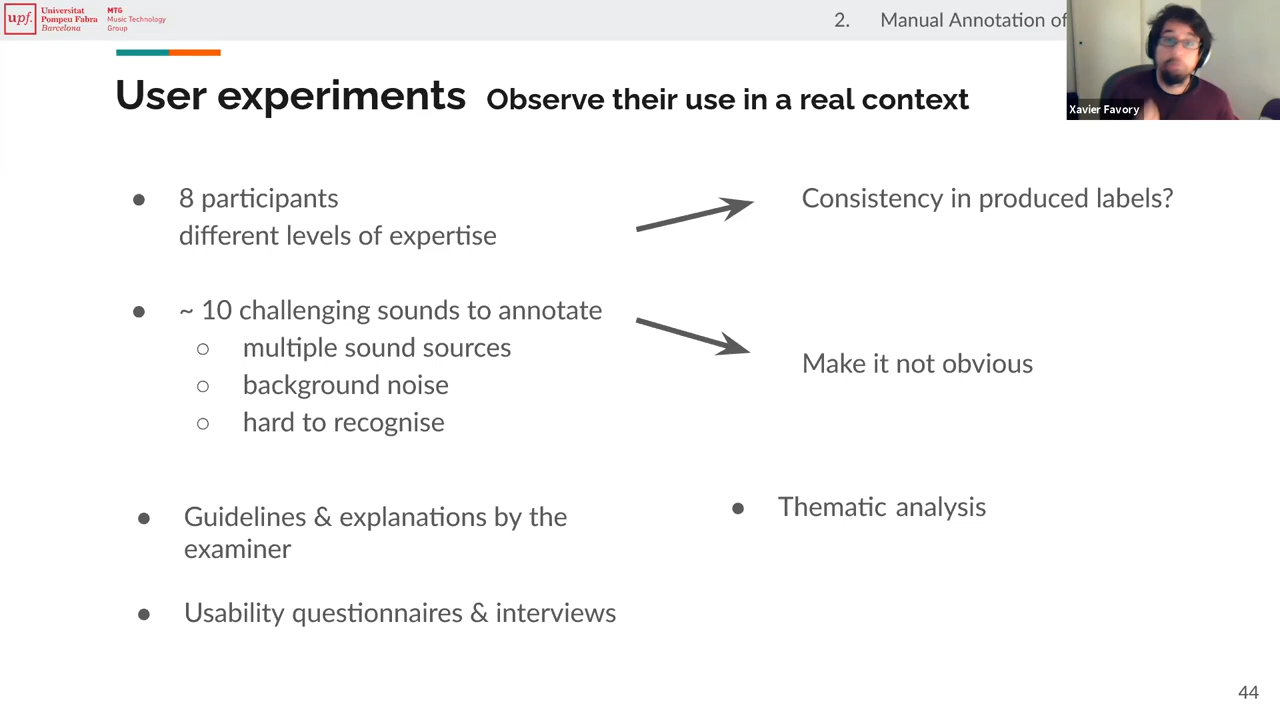 upf.
Universitat
Pompeu Fabra
Barcelona
MTG
Music Technology
Group
2. Manual Annotation of
Xavier Favory
User experiments Observe their use in a real context
● 8 participants
different levels of expertise
Consistency in produced labels?
● ~ 10 challenging sounds to annotate
○ multiple sound sources
○ background noise
○ hard to recognise
Make it not obvious
● Guidelines & explanations by the
examiner
● Usability questionnaires & interviews
● Thematic analysis
44